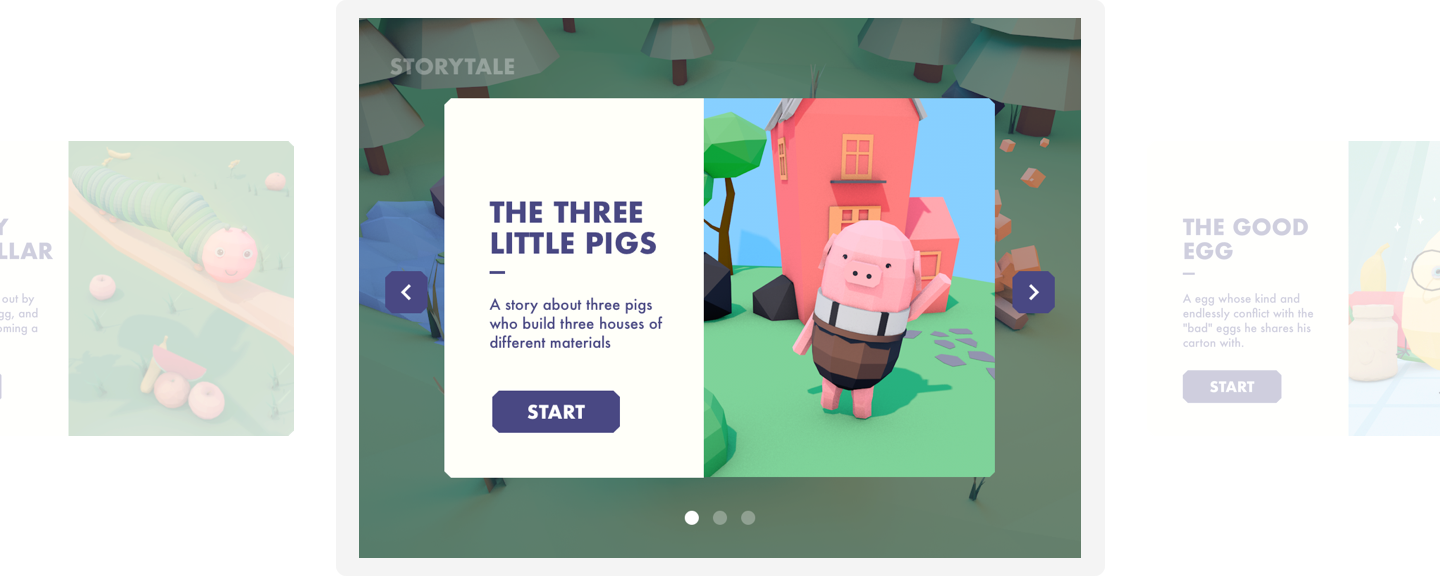 STORYTALE
Y
LLAR
out by
gg, and
oming a
THE THREE
LITTLE PIGS
A story about three pigs
who build three houses of
different materials
START
THE GOOD
EGG
A egg whose kind and
endlessly conflict with the
"bad" eggs he shares his
carton with.
START